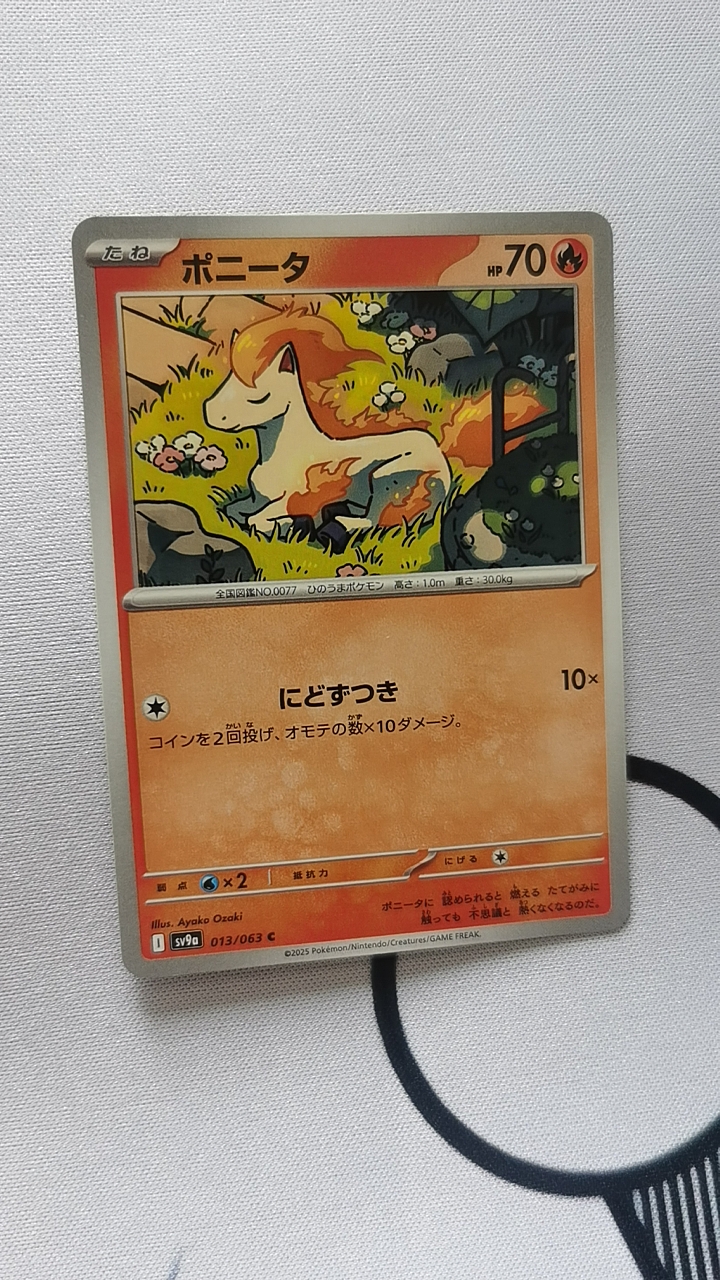 たね
ポニータ
HP70
全国図鑑NO.0077 ひのうまポケモン 高さ:1.0m 重さ:30.0kg
にどずつき 10×
コインを2回投げ、オモテの数×10ダメージ。
弱点 ×2 抵抗力 にげる
ポニータに 認められると 燃える たてがみに
触っても 不思議と 熱くなくなるのだ。
Illus. Ayako Ozaki
I sv9a 013/063 C
©2025 Pokémon/Nintendo/Creatures/GAME FREAK.